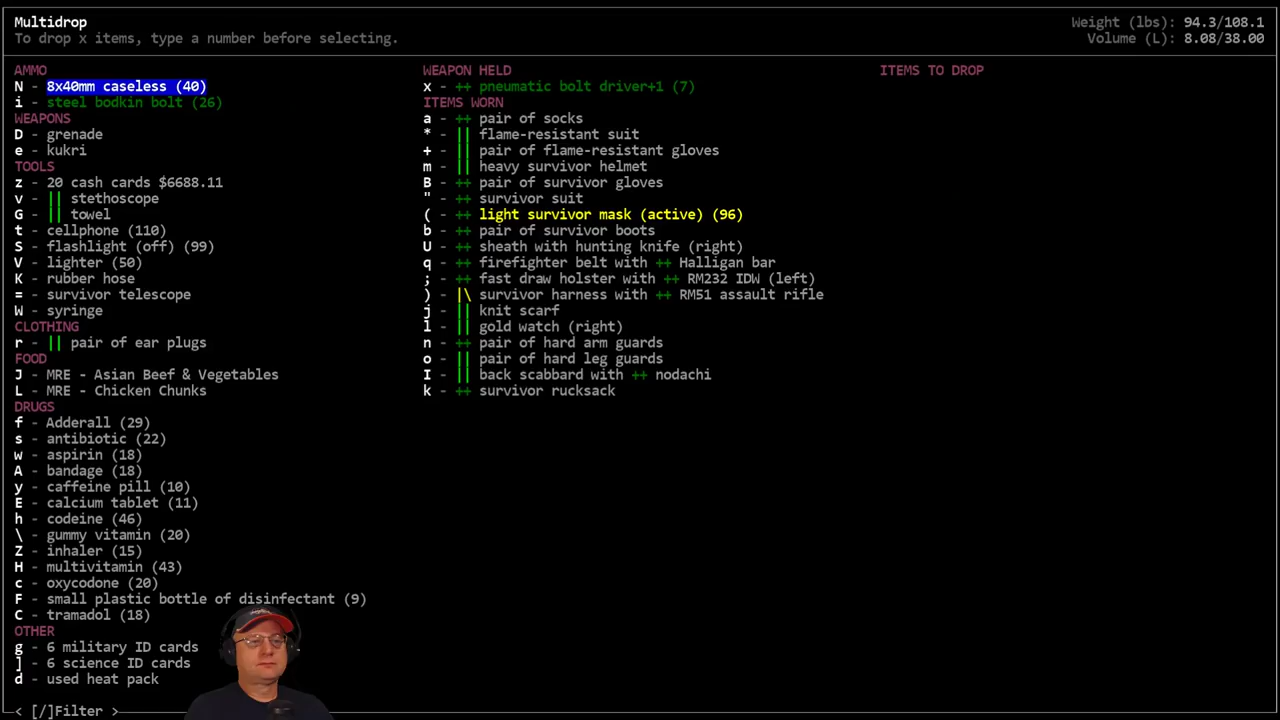 Multidrop
Weight (lbs): 94.3/108.1
To drop x items, type a number before selecting.
Volume (L): 8.08/38.00
AMMO
N - 8x40mm caseless (40)
i - steel bodkin bolt (26)
WEAPONS
D - grenade
e - kukri
TOOLS
z - 20 cash cards $6688.11
v - || stethoscope
G - || towel
t - cellphone (110)
S - flashlight (off) (99)
V - lighter (50)
K - rubber hose
= - survivor telescope
W - syringe
CLOTHING
r - || pair of ear plugs
FOOD
J - MRE - Asian Beef & Vegetables
L - MRE - Chicken Chunks
DRUGS
f - Adderall (29)
s - antibiotic (22)
w - aspirin (18)
A - bandage (18)
y - caffeine pill (10)
E - calcium tablet (11)
h - codeine (46)
\ - gummy vitamin (20)
Z - inhaler (15)
H - multivitamin (43)
c - oxycodone (20)
F - small plastic bottle of disinfectant (9)
C - tramadol (18)
OTHER
g - 6 military ID cards
] - 6 science ID cards
d - used heat pack
WEAPON HELD
x - ++ pneumatic bolt driver+1 (7)
ITEMS WORN
a - ++ pair of socks
* - || flame-resistant suit
+ - ++ pair of flame-resistant gloves
m - || heavy survivor helmet
B - ++ pair of survivor gloves
" - ++ survivor suit
( - ++ light survivor mask (active) (96)
b - ++ pair of survivor boots
U - ++ sheath with hunting knife (right)
q - ++ firefighter belt with ++ Halligan bar
; - ++ fast draw holster with ++ RM232 IDW (left)
) - |\ survivor harness with ++ RM51 assault rifle
j - || knit scarf
l - || gold watch (right)
n - ++ pair of hard arm guards
o - || pair of hard leg guards
I - || back scabbard with ++ nodachi
k - ++ survivor rucksack
ITEMS TO DROP
< [/]Filter >